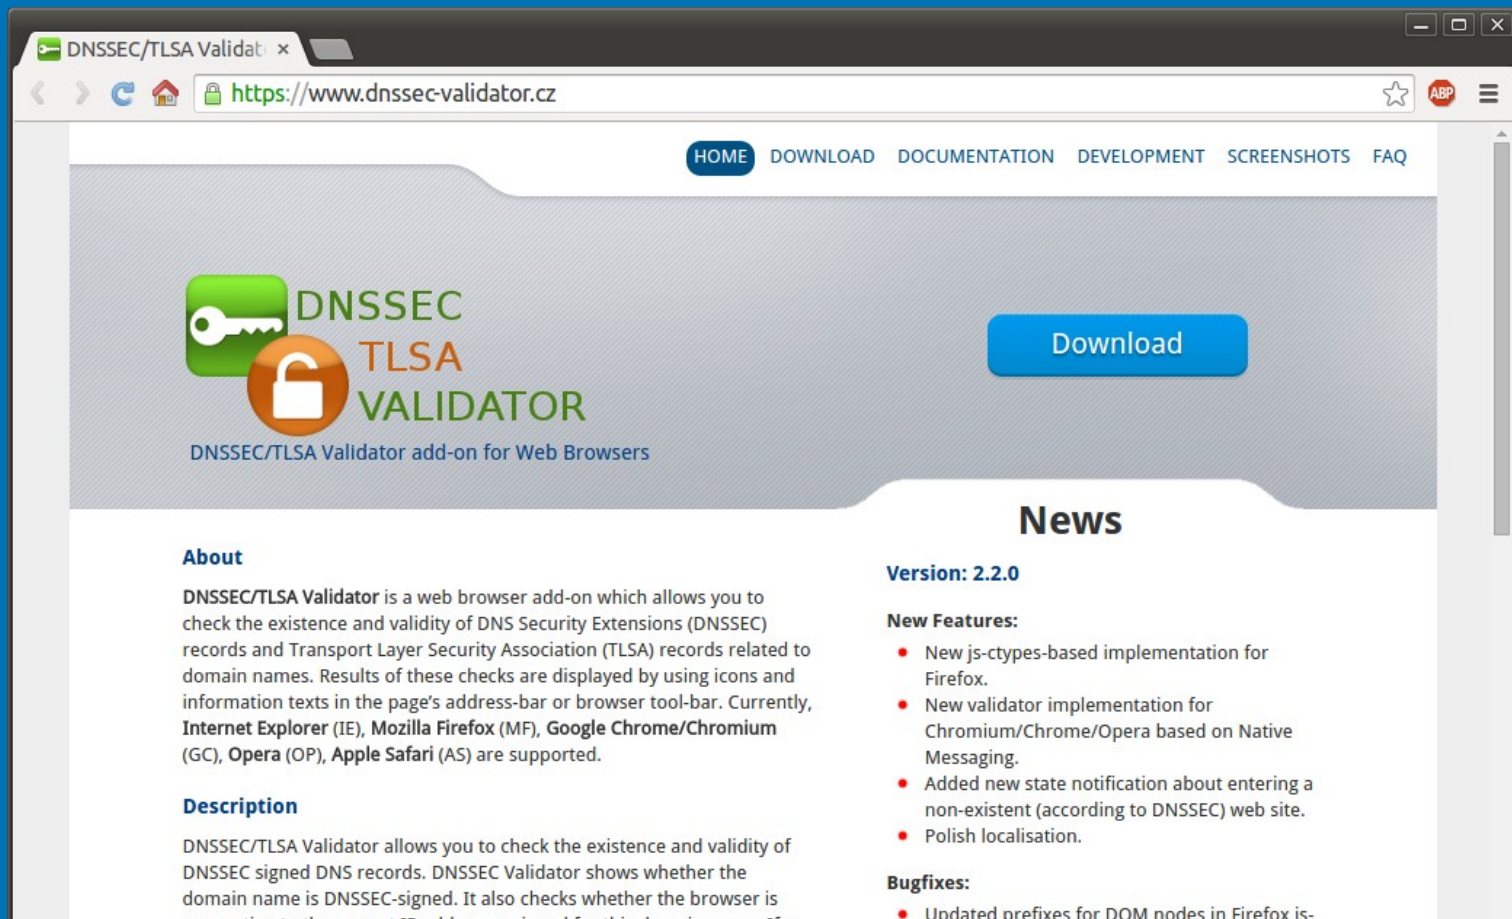 DNSSEC/TLSA Validat
https://www.dnssec-validator.cz
ABP
HOME DOWNLOAD DOCUMENTATION DEVELOPMENT SCREENSHOTS FAQ
DNSSEC
TLSA
VALIDATOR
DNSSEC/TLSA Validator add-on for Web Browsers
Download
About
DNSSEC/TLSA Validator is a web browser add-on which allows you to
check the existence and validity of DNS Security Extensions (DNSSEC)
records and Transport Layer Security Association (TLSA) records related to
domain names. Results of these checks are displayed by using icons and
information texts in the page's address-bar or browser tool-bar. Currently,
Internet Explorer (IE), Mozilla Firefox (MF), Google Chrome/Chromium
(GC), Opera (OP), Apple Safari (AS) are supported.
Description
DNSSEC/TLSA Validator allows you to check the existence and validity of
DNSSEC signed DNS records. DNSSEC Validator shows whether the
domain name is DNSSEC-signed. It also checks whether the browser is
News
Version: 2.2.0
New Features:
New js-ctypes-based implementation for
Firefox.
New validator implementation for
Chromium/Chrome/Opera based on Native
Messaging.
Added new state notification about entering a
non-existent (according to DNSSEC) web site.
Polish localisation.
Bugfixes:
Updated prefixes for DOM nodes in Firefox is-